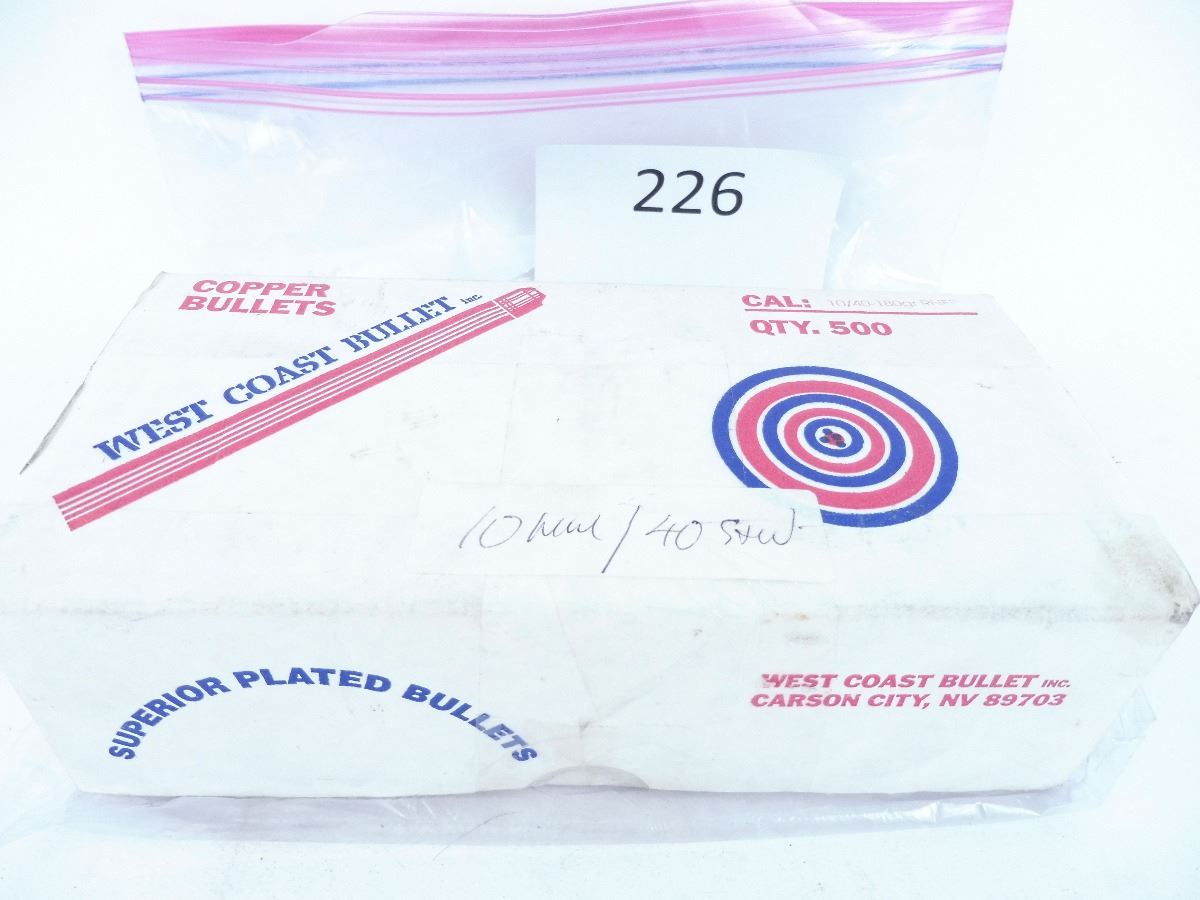 226
COPPER
BULLETS
WEST COAST BULLET inc.
CAL: 10/40-180gr RNFP
QTY. 500
10mm / 40 S&W
SUPERIOR PLATED BULLETS
WEST COAST BULLET INC.
CARSON CITY, NV 89703